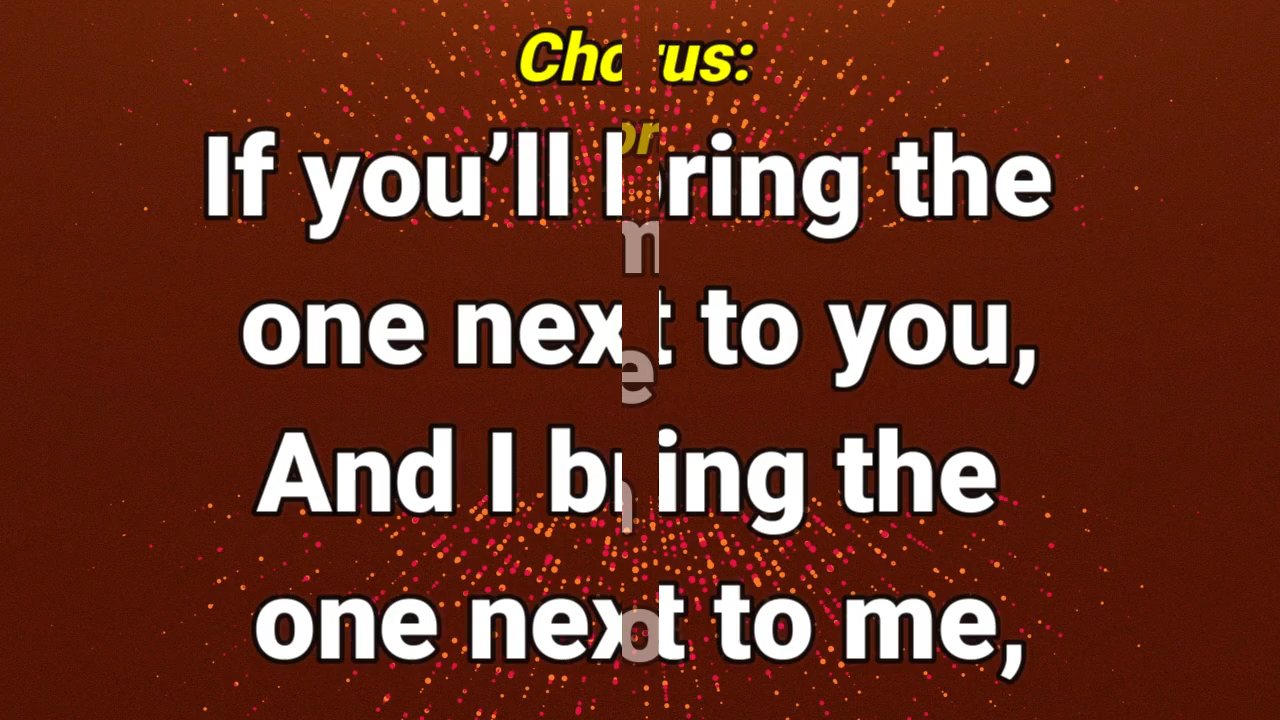 Chorus:
If you’ll bring the
one next to you,
And I bring the
one next to me,